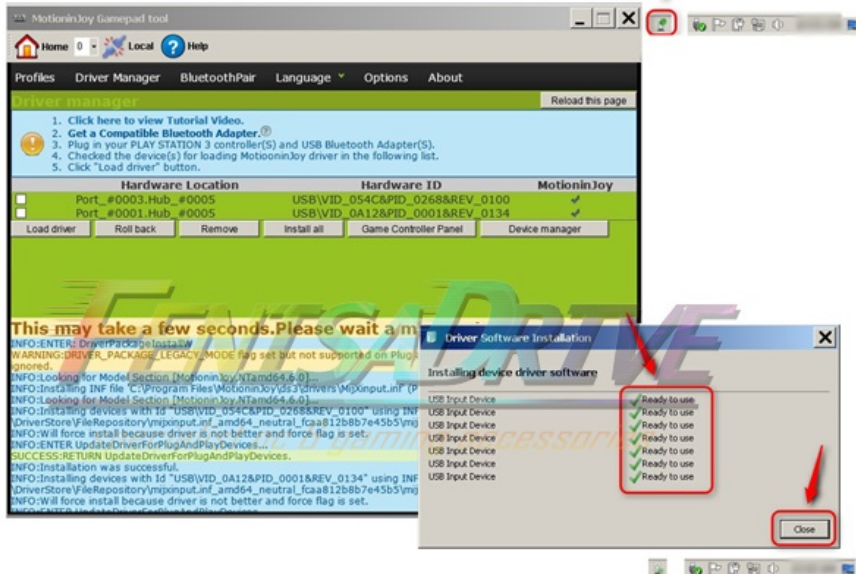 MotioninJoy Gamepad tool
Home 0 Local Help
Profiles Driver Manager BluetoothPair Language Options About
Driver manager Reload this page
1. Click here to view Tutorial Video.
2. Get a Compatible Bluetooth Adapter.
3. Plug in your PLAY STATION 3 controller(S) and USB Bluetooth Adapter(S).
4. Checked the device(s) for loading MotiooninJoy driver in the following list.
5. Click "Load driver" button.
Hardware Location Hardware ID MotioninJoy
Port_#0003.Hub_#0005 USB\VID_054C&PID_0268&REV_0100
Port_#0001.Hub_#0005 USB\VID_0A12&PID_0001&REV_0134
Load driver Roll back Remove Install all Game Controller Panel Device manager
FENTSADRIVE
This may take a few seconds.Please wait a m
INFO:ENTER: DriverPackageInstallW
WARNING:DRIVER_PACKAGE_LEGACY_MODE flag set but not supported on Plug
ignored.
INFO:Looking for Model Section [MotioninJoy.NTamd64.6.0]...
INFO:Installing INF file 'C:\Program Files\MotioninJoy\ds3\drivers\MijXinput.inf' (P
INFO:Looking for Model Section [MotioninJoy.NTamd64.6.0]...
INFO:Installing devices with Id "USB\VID_054C&PID_0268&REV_0100" using INF
\DriverStore\FileRepository\mijxinput.inf_amd64_neutral_fcaa812b8b7e45b5\mij
INFO:Will force install because driver is not better and force flag is set.
INFO:ENTER UpdateDriverForPlugAndPlayDevices...
SUCCESS:RETURN UpdateDriverForPlugAndPlayDevices.
INFO:Installation was successful.
INFO:Installing devices with Id "USB\VID_0A12&PID_0001&REV_0134" using INF
\DriverStore\FileRepository\mijxinput.inf_amd64_neutral_fcaa812b8b7e45b5\mij
INFO:Will force install because driver is not better and force flag is set.
INFO:ENTER UpdateDriverForPlugAndPlayDevices
Driver Software Installation
Installing device driver software
USB Input Device Ready to use
USB Input Device Ready to use
USB Input Device Ready to use
USB Input Device Ready to use
USB Input Device Ready to use
USB Input Device Ready to use
USB Input Device Ready to use
Close